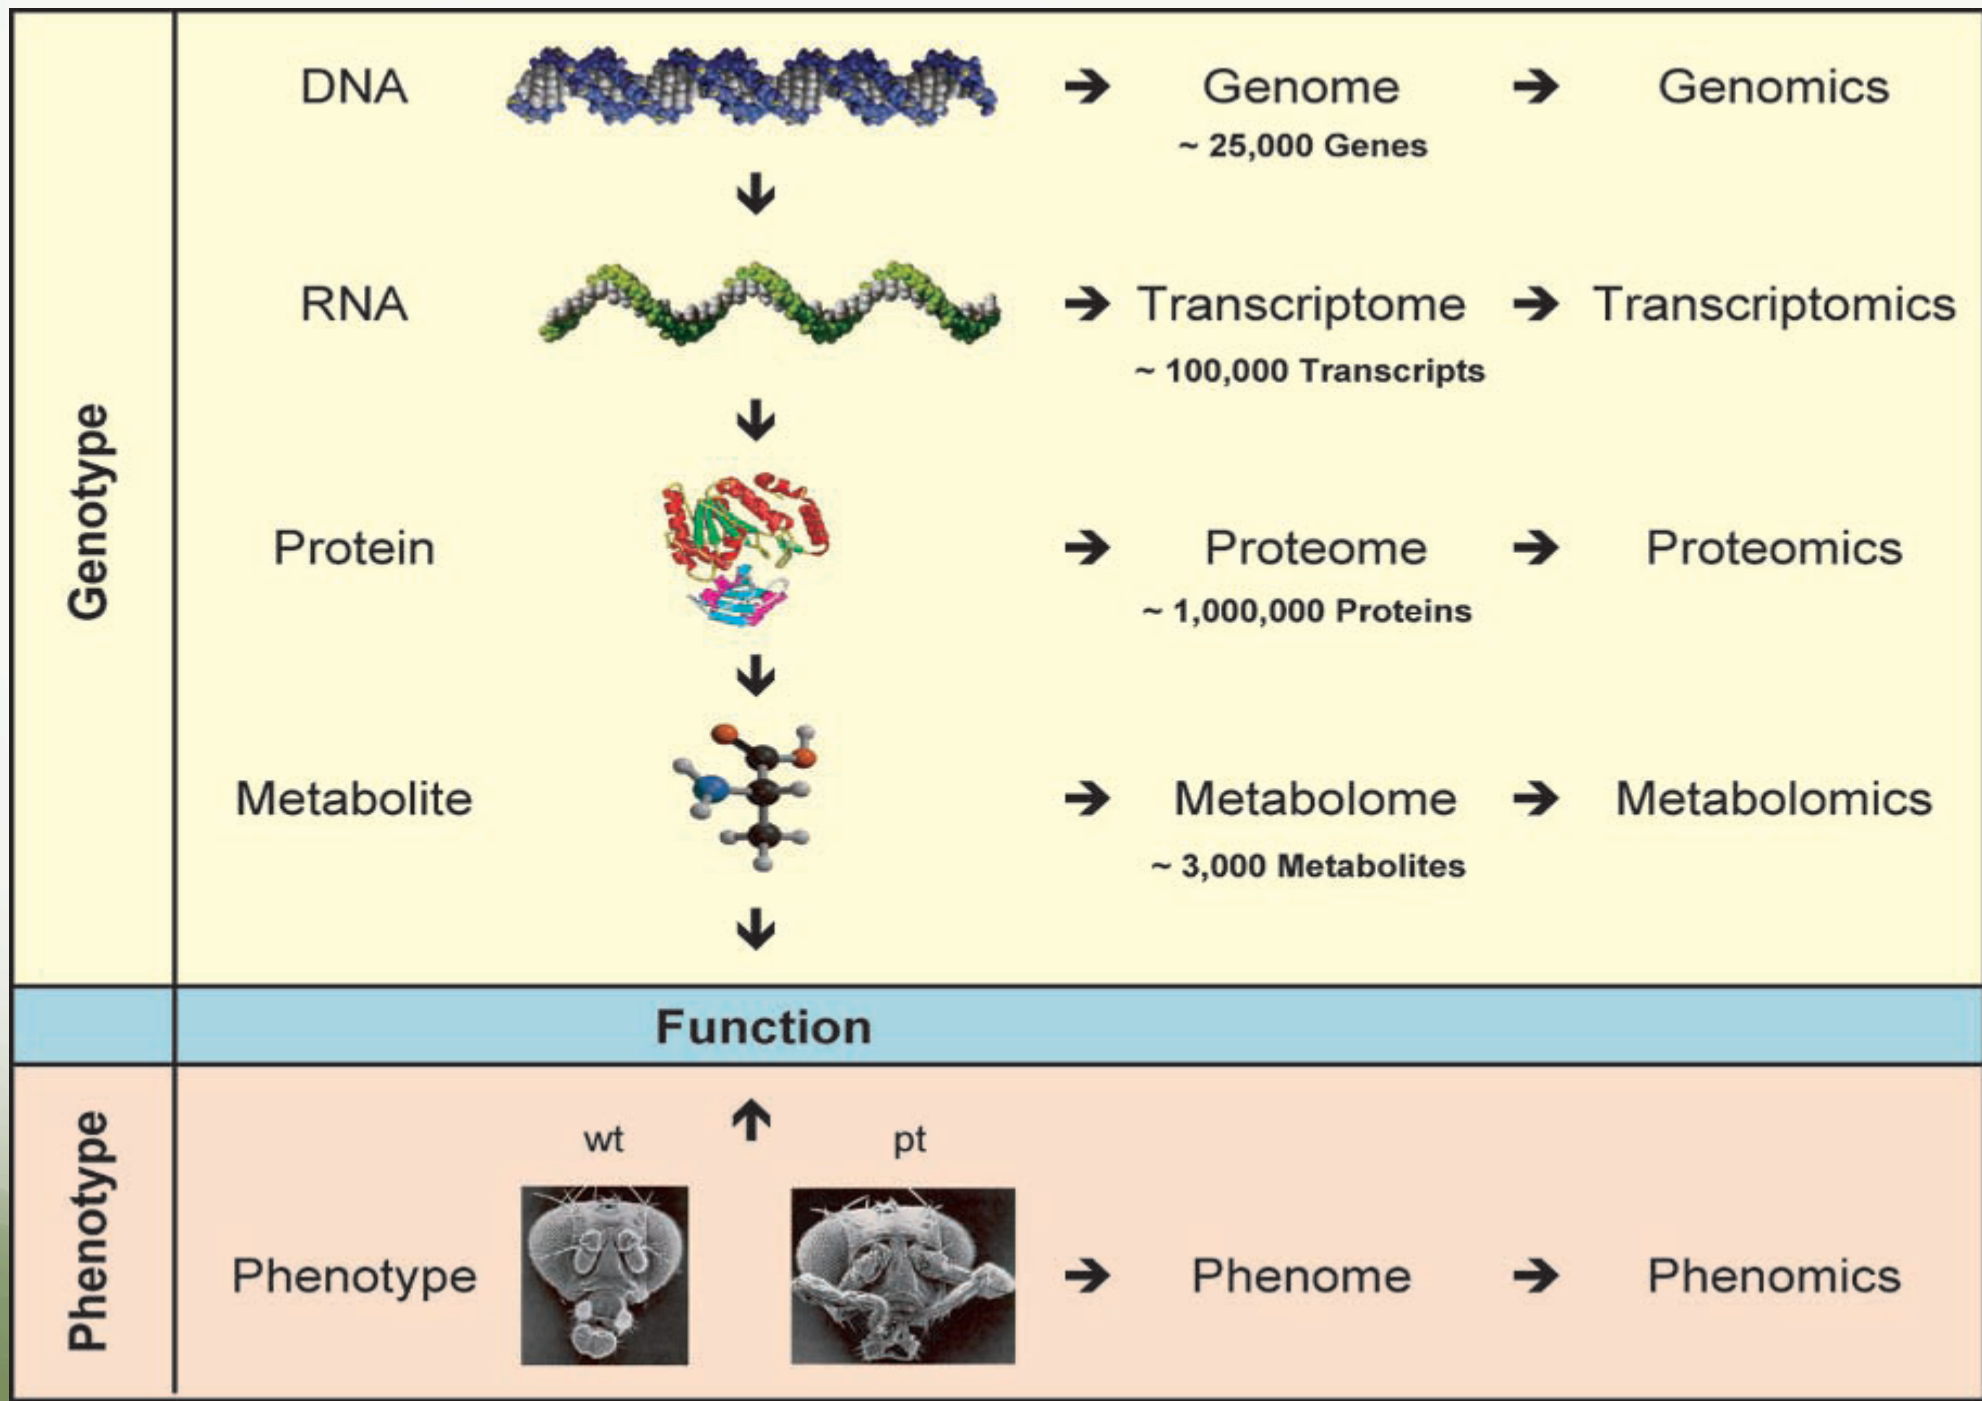 Genotype
DNA
Genome
Genomics
~ 25,000 Genes
RNA
Transcriptome
Transcriptomics
~ 100,000 Transcripts
Protein
Proteome
Proteomics
~ 1,000,000 Proteins
Metabolite
Metabolome
Metabolomics
~ 3,000 Metabolites
Function
Phenotype
wt
pt
Phenotype
Phenome
Phenomics